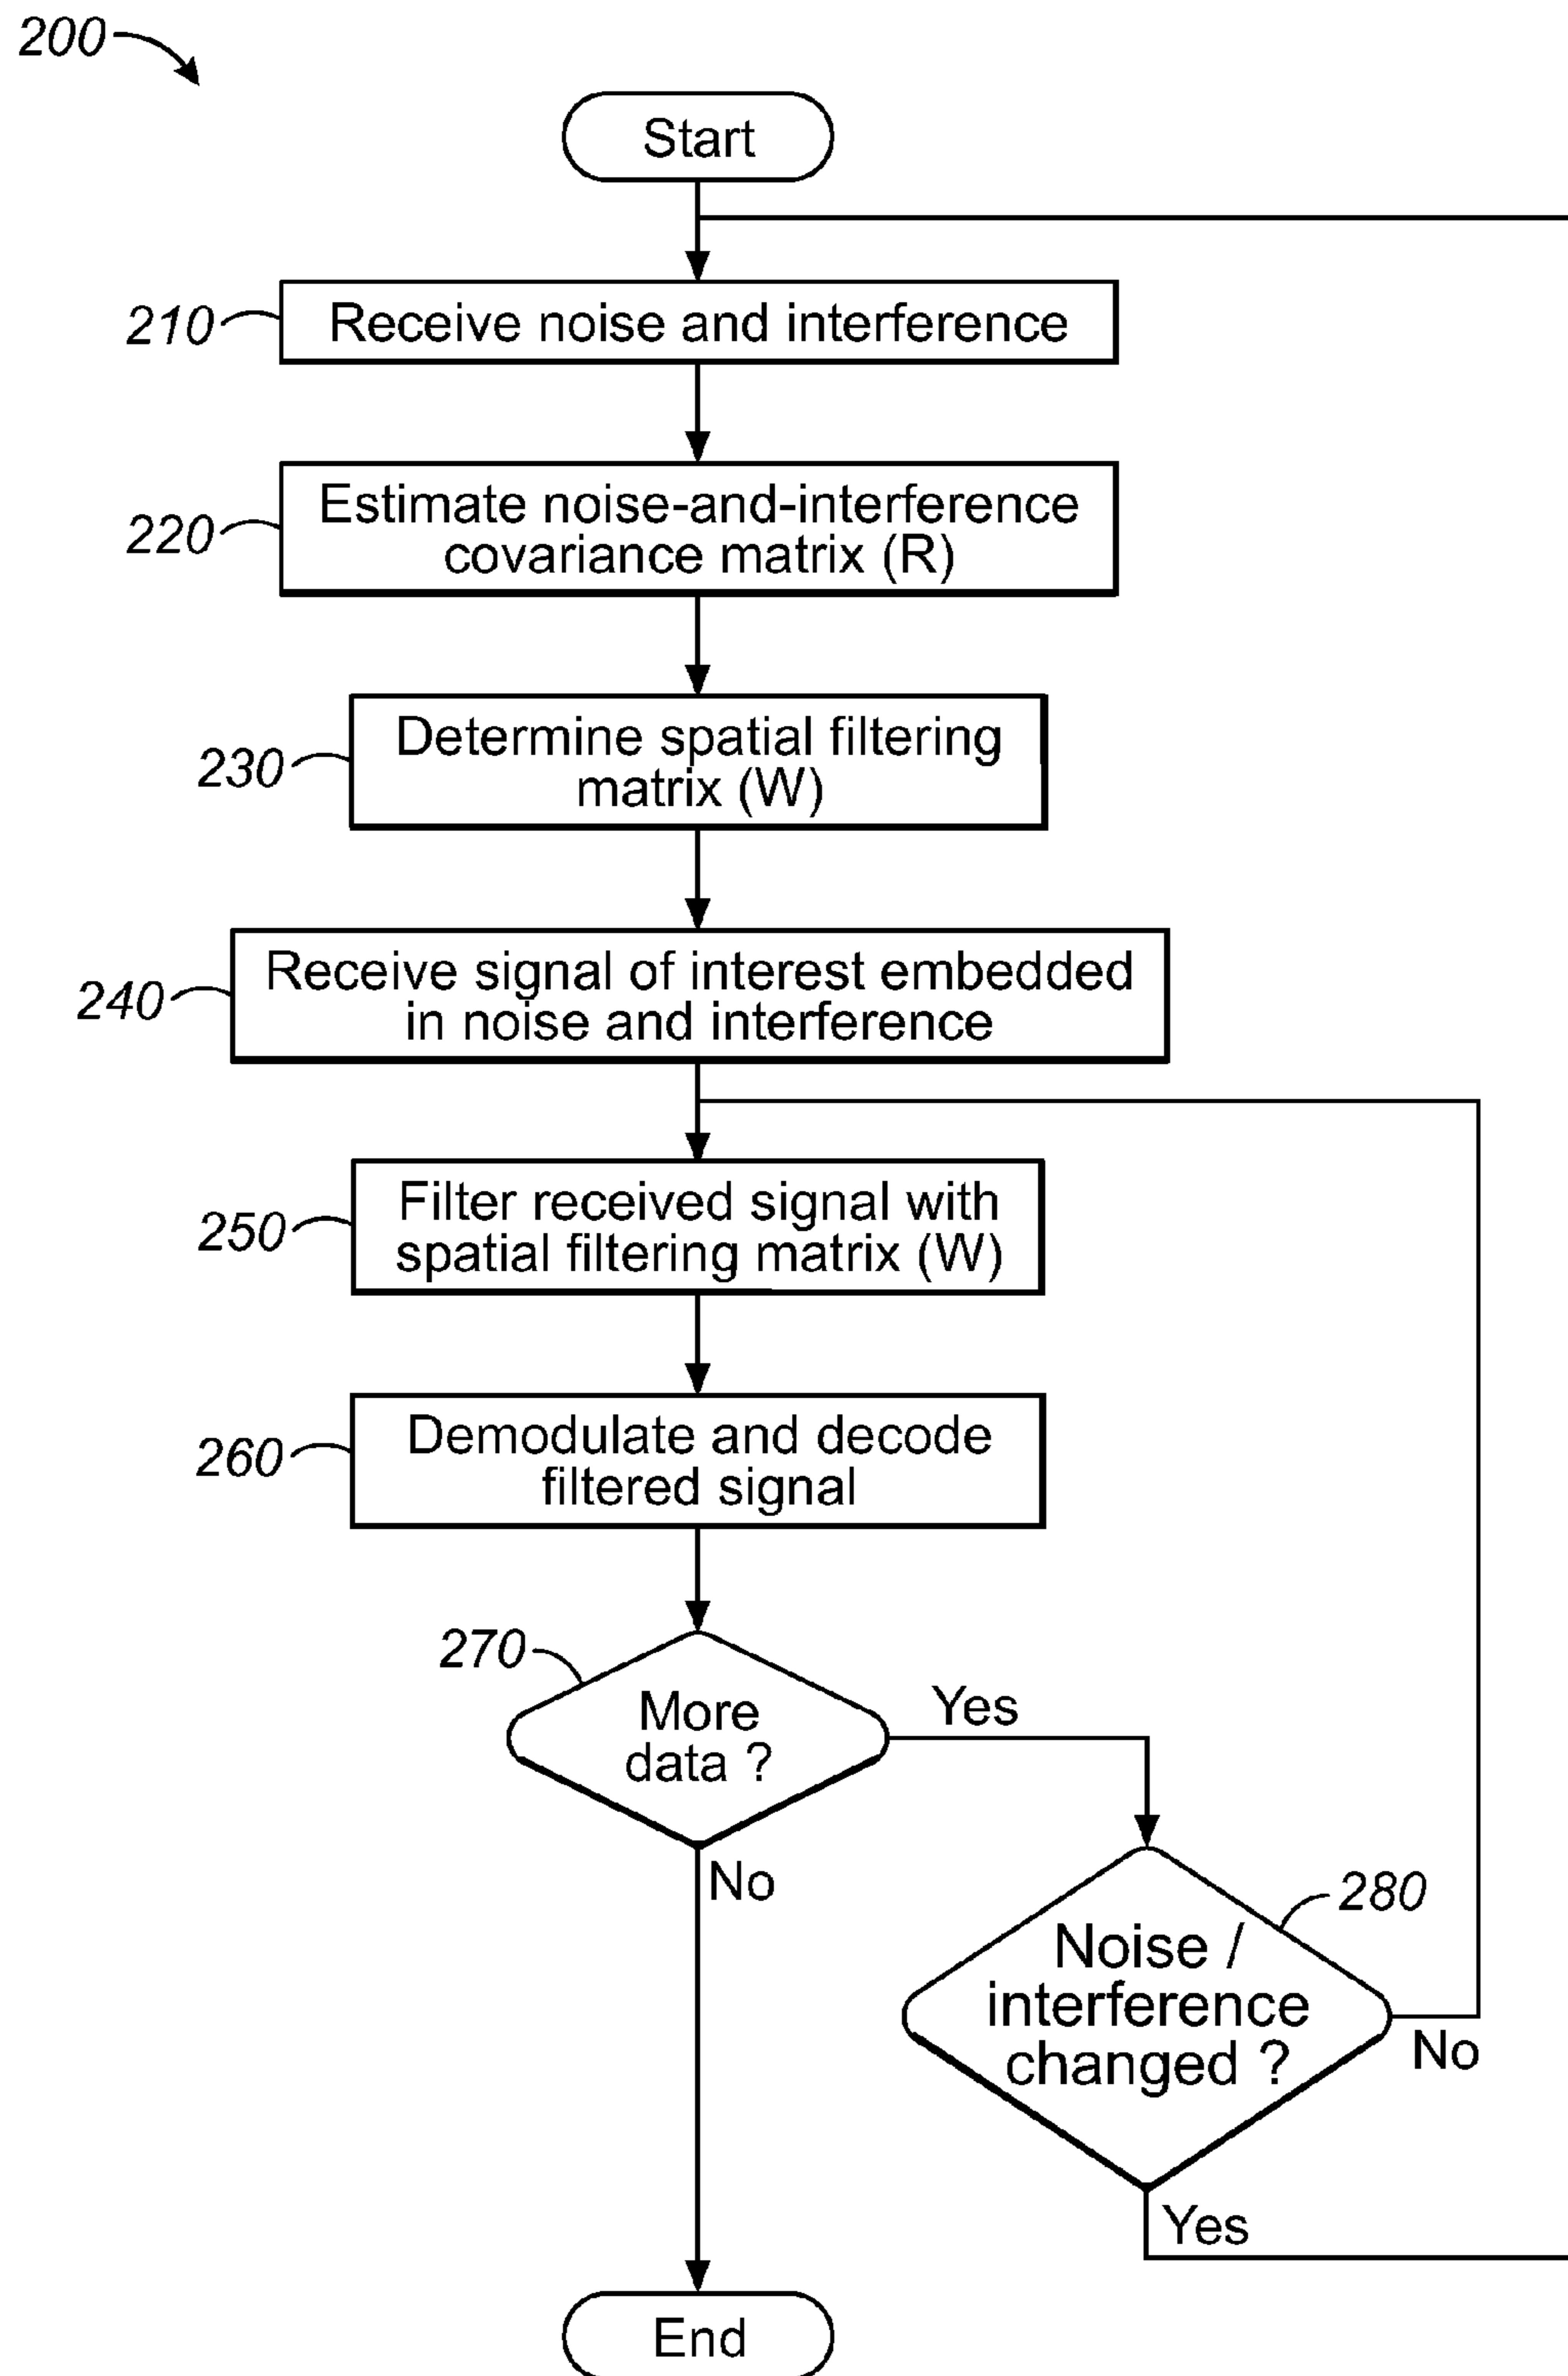 200
Start
210
Receive noise and interference
220
Estimate noise-and-interference
covariance matrix (R)
230
Determine spatial filtering
matrix (W)
240
Receive signal of interest embedded
in noise and interference
250
Filter received signal with
spatial filtering matrix (W)
260
Demodulate and decode
filtered signal
270
More
data ?
Yes
No
280
Noise /
interference
changed ?
No
Yes
End